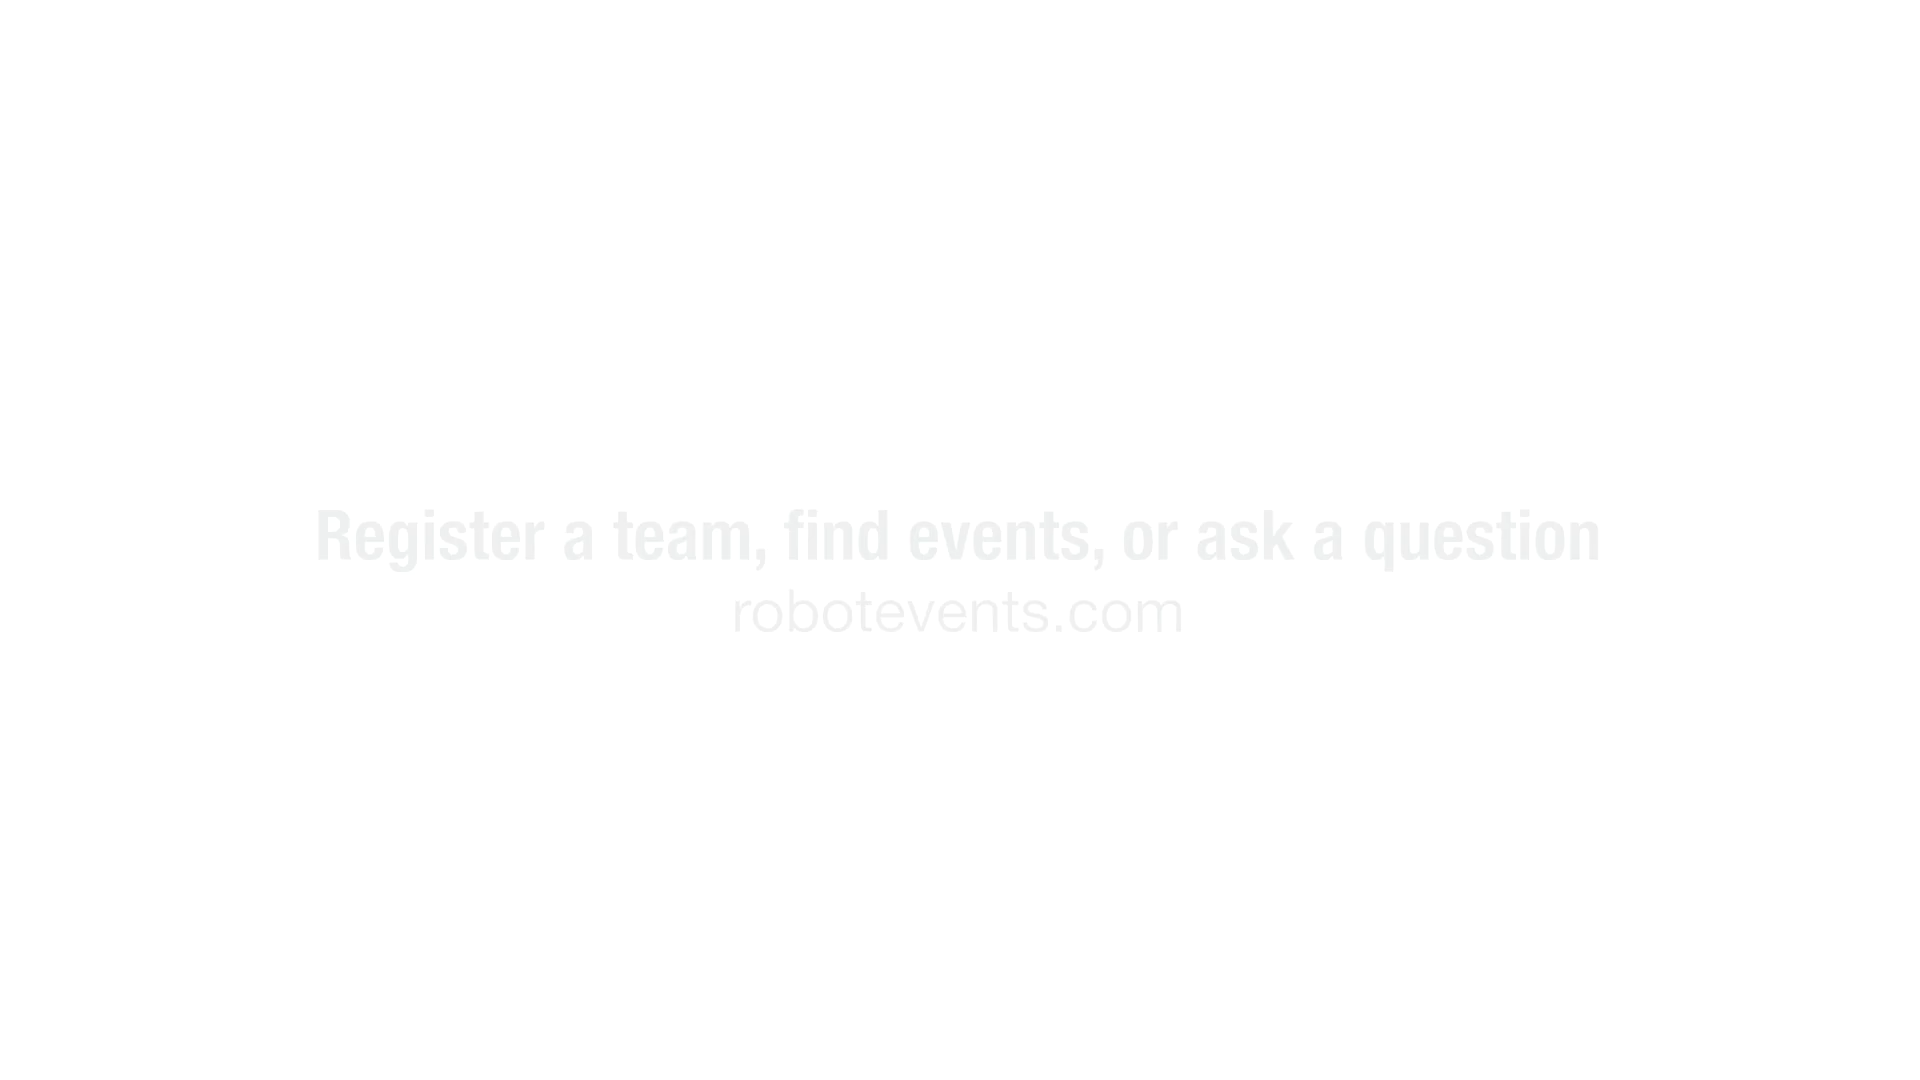 Register a team, find events, or ask a question
robotevents.com